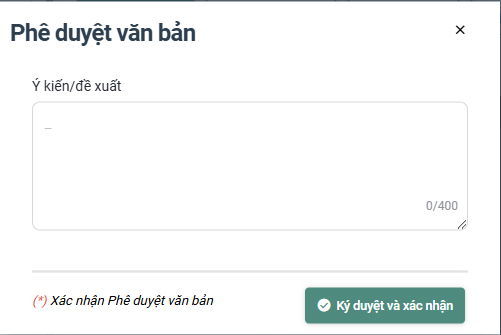 Phê duyệt văn bản
Ý kiến/đề xuất
_
0/400
(*) Xác nhận Phê duyệt văn bản
Ký duyệt và xác nhận